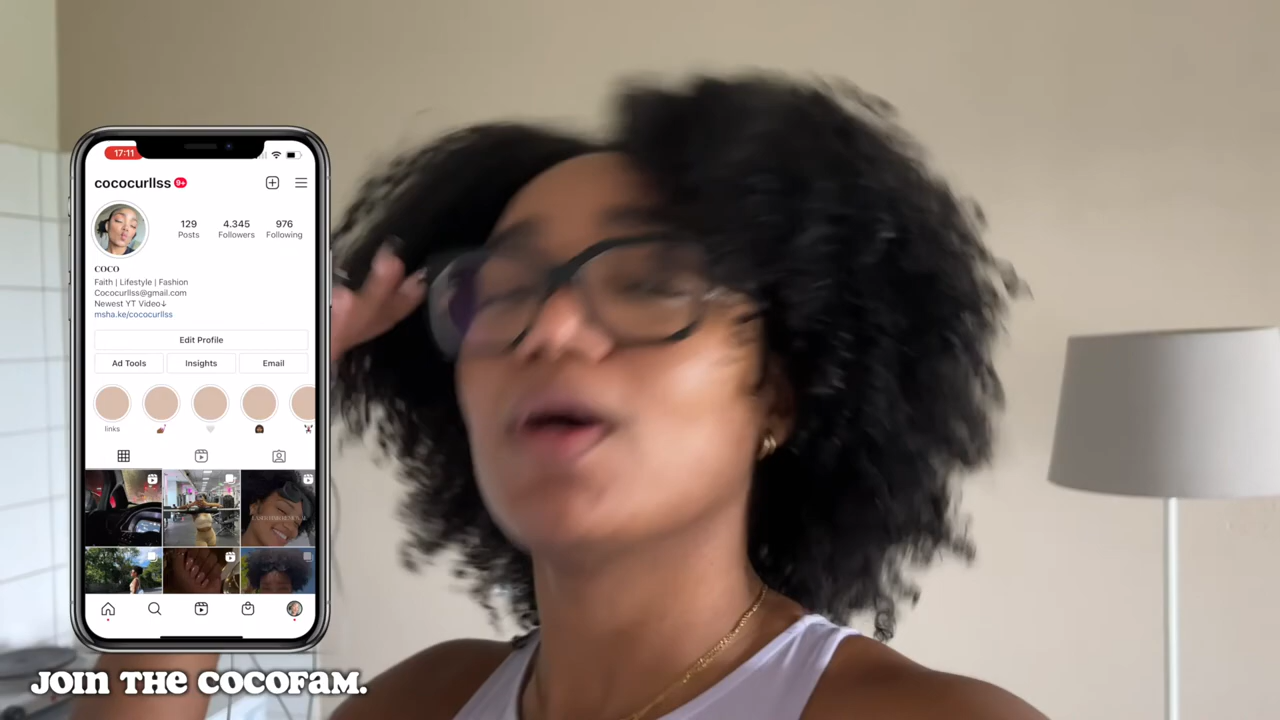 17:11
cococurllss 9+
129 4.345 976
Posts Followers Following
COCO
Faith | Lifestyle | Fashion
Cococurllss@gmail.com
Newest YT Video↓
msha.ke/cococurllss
Edit Profile
Ad Tools Insights Email
links
JOIN THE COCOFAM.